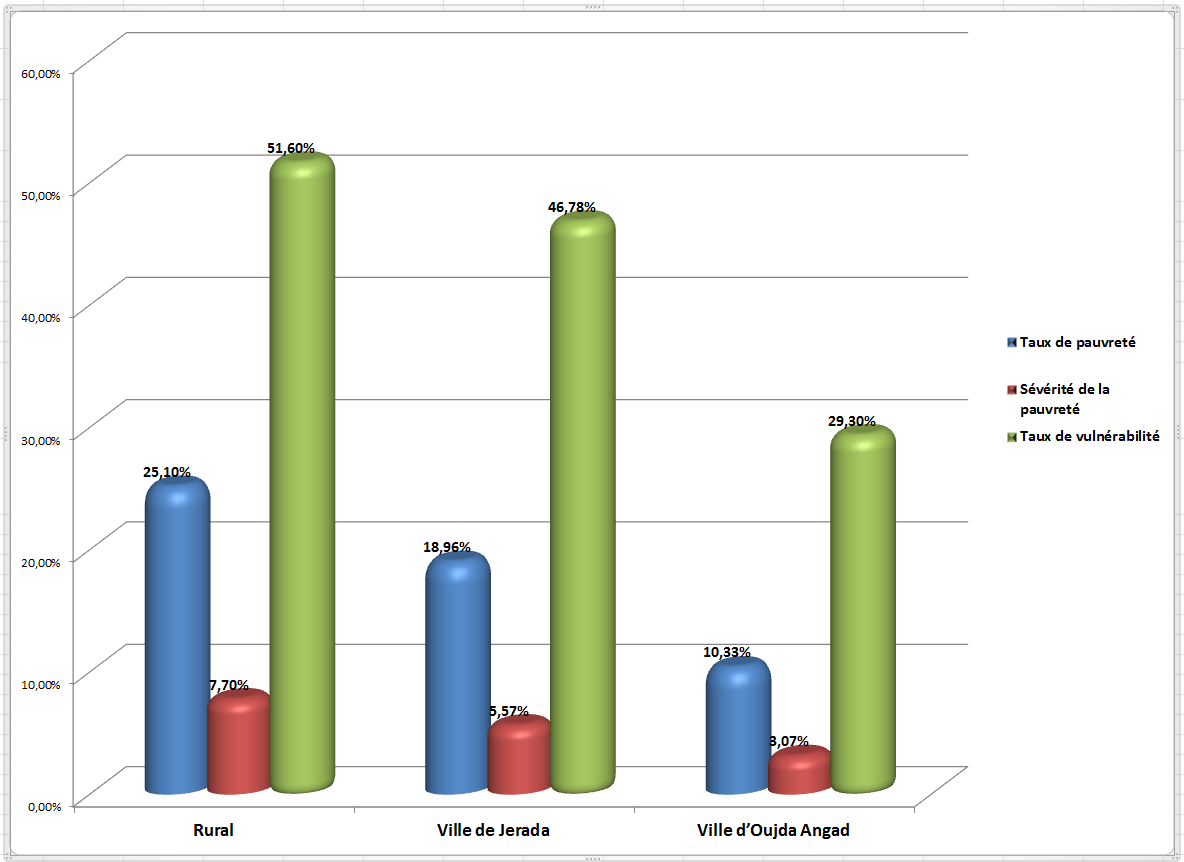 60,00%
50,00%
40,00%
30,00%
20,00%
10,00%
0,00%
51,60%
25,10%
7,70%
46,78%
18,96%
5,57%
29,30%
10,33%
3,07%
Rural
Ville de Jerada
Ville d’Oujda Angad
Taux de pauvreté
Sévérité de la
pauvreté
Taux de vulnérabilité